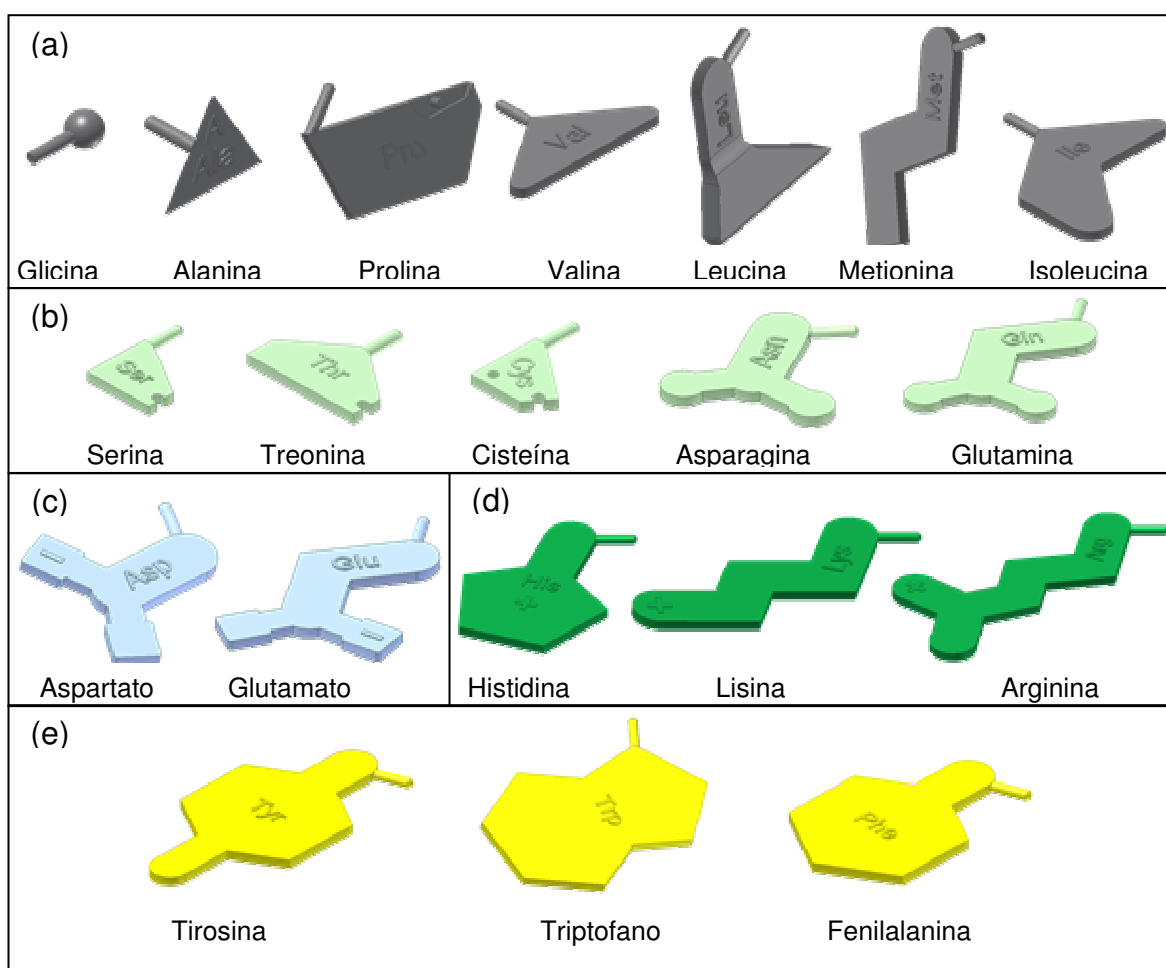 (a)
Ala
Pro
Val
Leu
Met
Ile
Glicina Alanina Prolina Valina Leucina Metionina Isoleucina
(b)
Ser
Thr
Cys
Asn
Gln
Serina Treonina Cisteína Asparagina Glutamina
(c)
Asp
Glu
Aspartato Glutamato
(d)
His
+
Lys
+
Arg
+
Histidina Lisina Arginina
(e)
Tyr
Trp
Phe
Tirosina Triptofano Fenilalanina